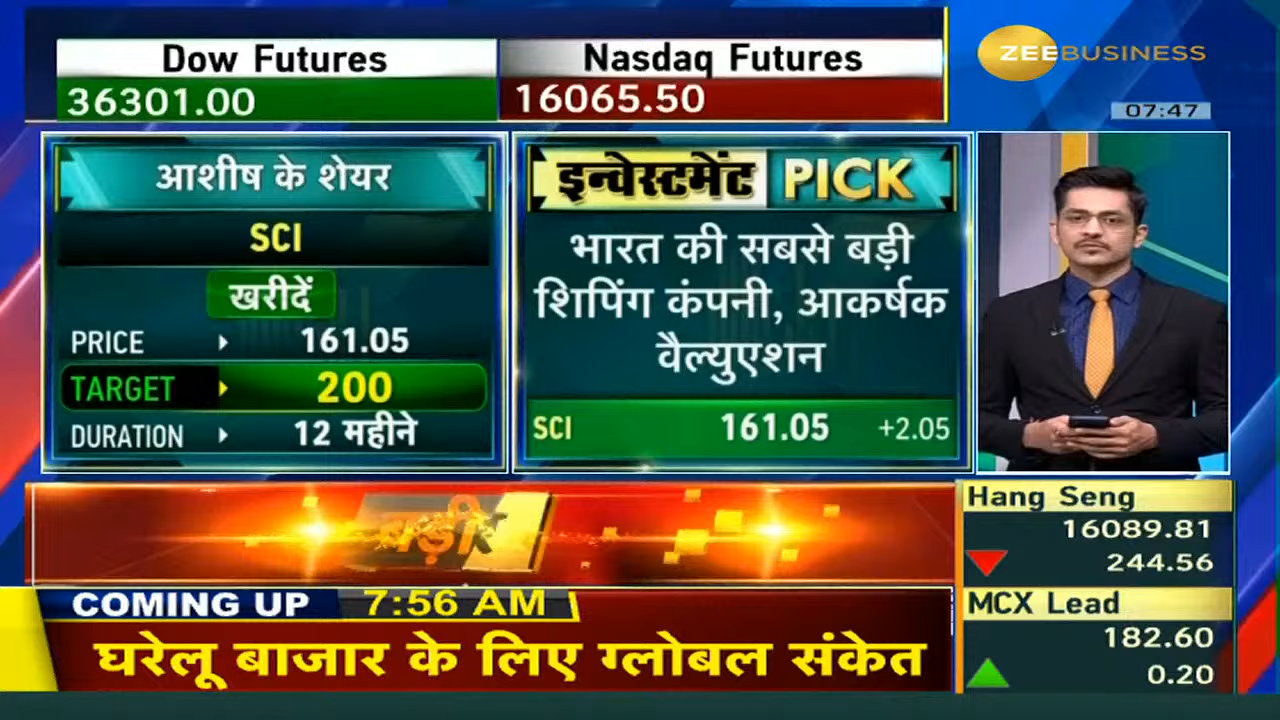 Dow Futures
36301.00
Nasdaq Futures
16065.50
ZEEBUSINESS
07:47
आशीष के शेयर
SCI
खरीदें
PRICE 161.05
TARGET 200
DURATION 12 महीने
इन्वेस्टमेंट PICK
भारत की सबसे बड़ी
शिपिंग कंपनी, आकर्षक
वैल्युएशन
SCI 161.05 +2.05
Hang Seng
16089.81
244.56
MCX Lead
182.60
0.20
COMING UP 7:56 AM
घरेलू बाजार के लिए ग्लोबल संकेत